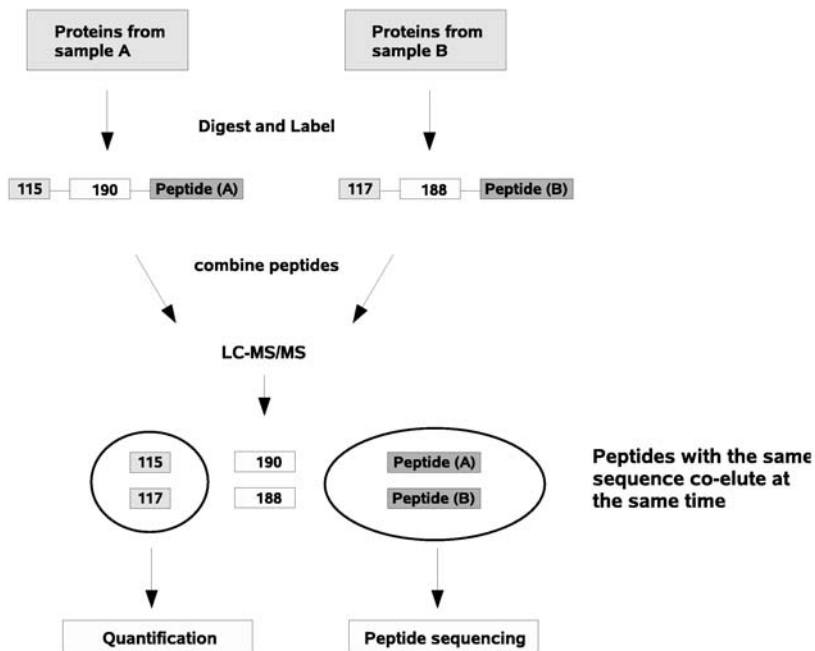 Proteins from
sample A
Proteins from
sample B
Digest and Label
115 190 Peptide (A)
117 188 Peptide (B)
combine peptides
LC-MS/MS
115 190 Peptide (A)
117 188 Peptide (B)
Peptides with the same
sequence co-elute at
the same time
Quantification
Peptide sequencing